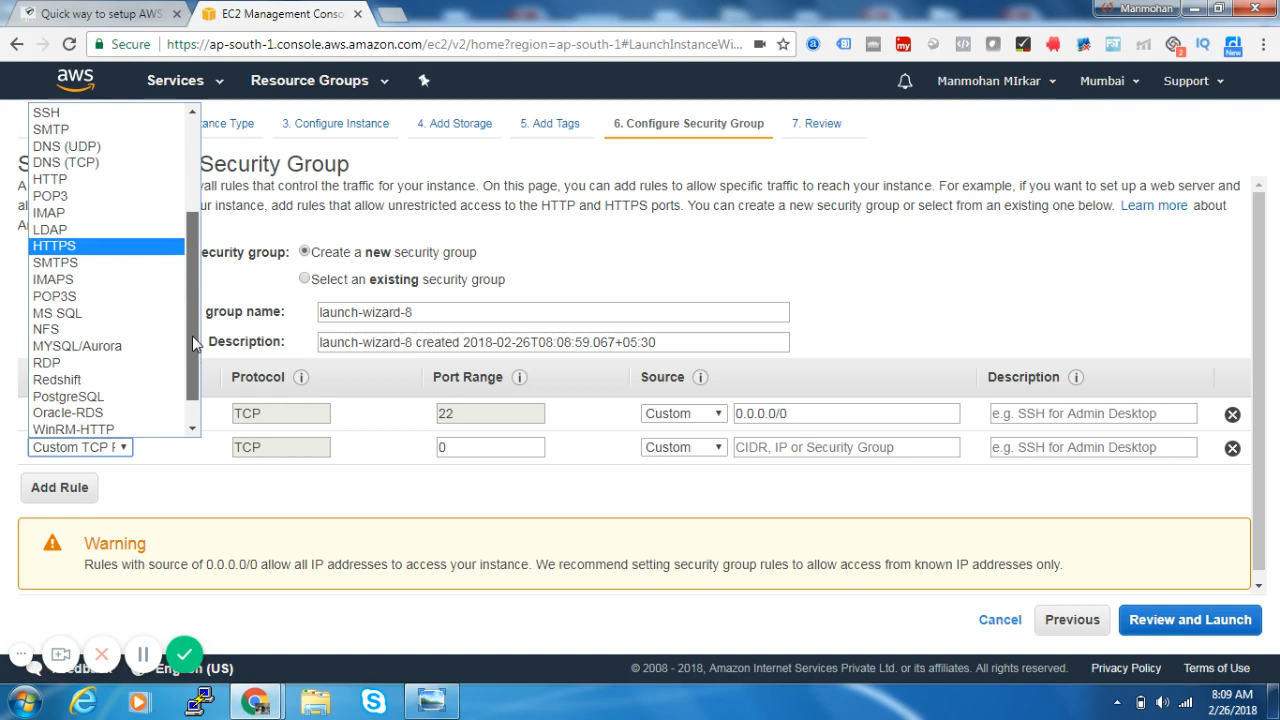 Quick way to setup AWS
EC2 Management Conso
Manmohan
Secure
https://ap-south-1.console.aws.amazon.com/ec2/v2/home?region=ap-south-1#LaunchInstanceWi...
aws
Services
Resource Groups
Manmohan MIrkar
Mumbai
Support
ance Type
3. Configure Instance
4. Add Storage
5. Add Tags
6. Configure Security Group
7. Review
Security Group
wall rules that control the traffic for your instance. On this page, you can add rules to allow specific traffic to reach your instance. For example, if you want to set up a web server and
our instance, add rules that allow unrestricted access to the HTTP and HTTPS ports. You can create a new security group or select from an existing one below. Learn more about
SSH
SMTP
DNS (UDP)
DNS (TCP)
HTTP
POP3
IMAP
LDAP
HTTPS
SMTPS
IMAPS
POP3S
MS SQL
NFS
MYSQL/Aurora
RDP
Redshift
PostgreSQL
Oracle-RDS
WinRM-HTTP
ecurity group:
Create a new security group
Select an existing security group
group name:
launch-wizard-8
Description:
launch-wizard-8 created 2018-02-26T08:08:59.067+05:30
Protocol
Port Range
Source
Description
TCP
22
Custom
0.0.0.0/0
e.g. SSH for Admin Desktop
Custom TCP F
TCP
0
Custom
CIDR, IP or Security Group
e.g. SSH for Admin Desktop
Add Rule
Warning
Rules with source of 0.0.0.0/0 allow all IP addresses to access your instance. We recommend setting security group rules to allow access from known IP addresses only.
Cancel
Previous
Review and Launch
(US)
© 2008 - 2018, Amazon Internet Services Private Ltd. or its affiliates. All rights reserved.
Privacy Policy
Terms of Use
8:09 AM
2/26/2018